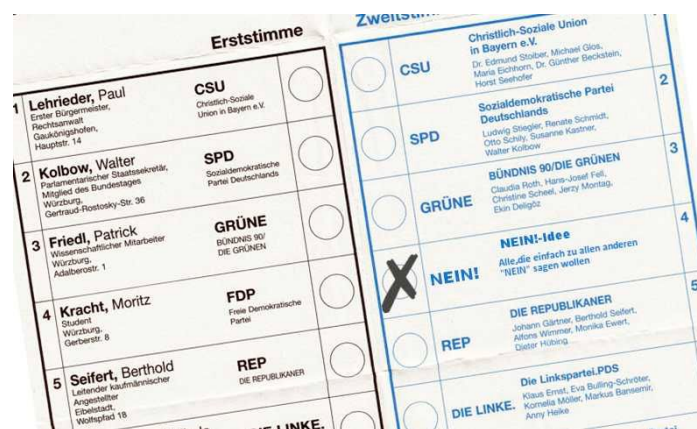 Erststimme
1 Lehrieder, Paul
Erster Bürgermeister,
Rechtsanwalt
Gaukönigshofen,
Hauptstr. 14
CSU
Christlich-Soziale
Union in Bayern e.V.
2 Kolbow, Walter
Parlamentarischer Staatssekretär,
Mitglied des Bundestages
Würzburg,
Gertraud-Rostosky-Str. 36
SPD
Sozialdemokratische
Partei Deutschlands
3 Friedl, Patrick
Wissenschaftlicher Mitarbeiter
Würzburg,
Adalberostr. 1
GRÜNE
BÜNDNIS 90/
DIE GRÜNEN
4 Kracht, Moritz
Student
Würzburg,
Gerberstr. 8
FDP
Freie Demokratische
Partei
5 Seifert, Berthold
Leitender kaufmännischer
Angestellter
Eibelstadt,
Wolfspfad 18
REP
DIE REPUBLIKANER
LINKE.
Zweitstimm
CSU
Christlich-Soziale Union
in Bayern e.V.
Dr. Edmund Stoiber, Michael Glos,
Maria Eichhorn, Dr. Günther Beckstein,
Horst Seehofer
2
SPD
Sozialdemokratische Partei
Deutschlands
Ludwig Stiegler, Renate Schmidt,
Otto Schily, Susanne Kastner,
Walter Kolbow
3
GRÜNE
BÜNDNIS 90/DIE GRÜNEN
Claudia Roth, Hans-Josef Fell,
Christine Scheel, Jerzy Montag,
Ekin Deligöz
4
X
NEIN!
NEIN!-Idee
Alle,die einfach zu allen anderen
"NEIN" sagen wollen
5
REP
DIE REPUBLIKANER
Johann Gärtner, Berthold Seifert,
Alfons Wimmer, Monika Ewert,
Dieter Hübing
DIE LINKE.
Die Linkspartei.PDS
Klaus Ernst, Eva Bulling-Schröter,
Kornelia Möller, Markus Bansemir,
Anny Heike